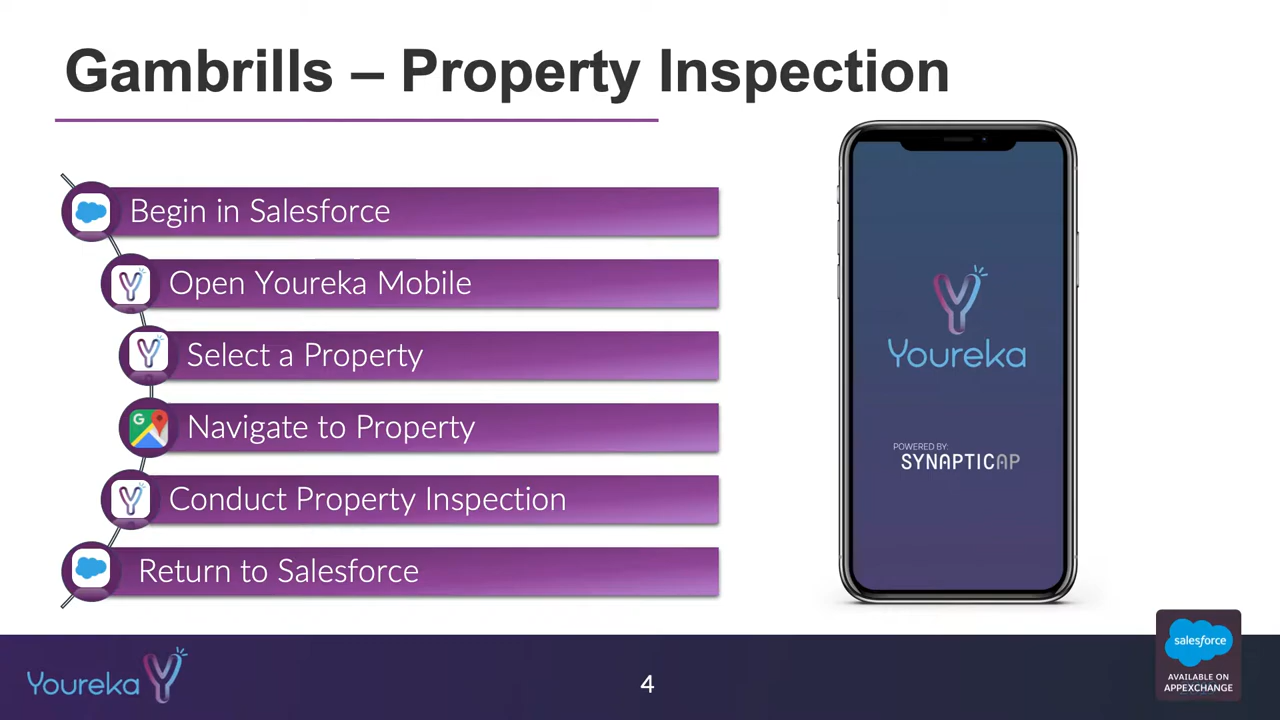 Gambrills – Property Inspection
Begin in Salesforce
Open Youreka Mobile
Select a Property
Navigate to Property
Conduct Property Inspection
Return to Salesforce
Youreka
POWERED BY:
SYNAPTICAP
Youreka
4
salesforce
AVAILABLE ON
APPEXCHANGE